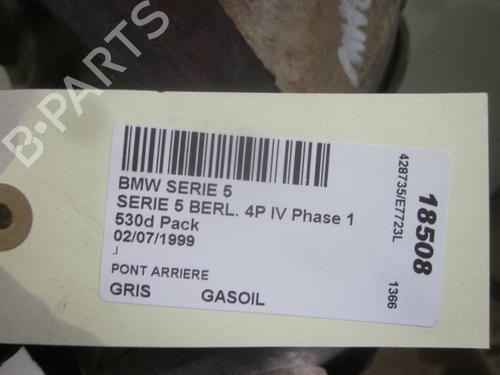 B-PARTS
BMW SERIE 5
SERIE 5 BERL. 4P IV Phase 1
530d Pack
02/07/1999
PONT ARRIERE
GRIS GASOIL
428735/E7723L
18508
1366